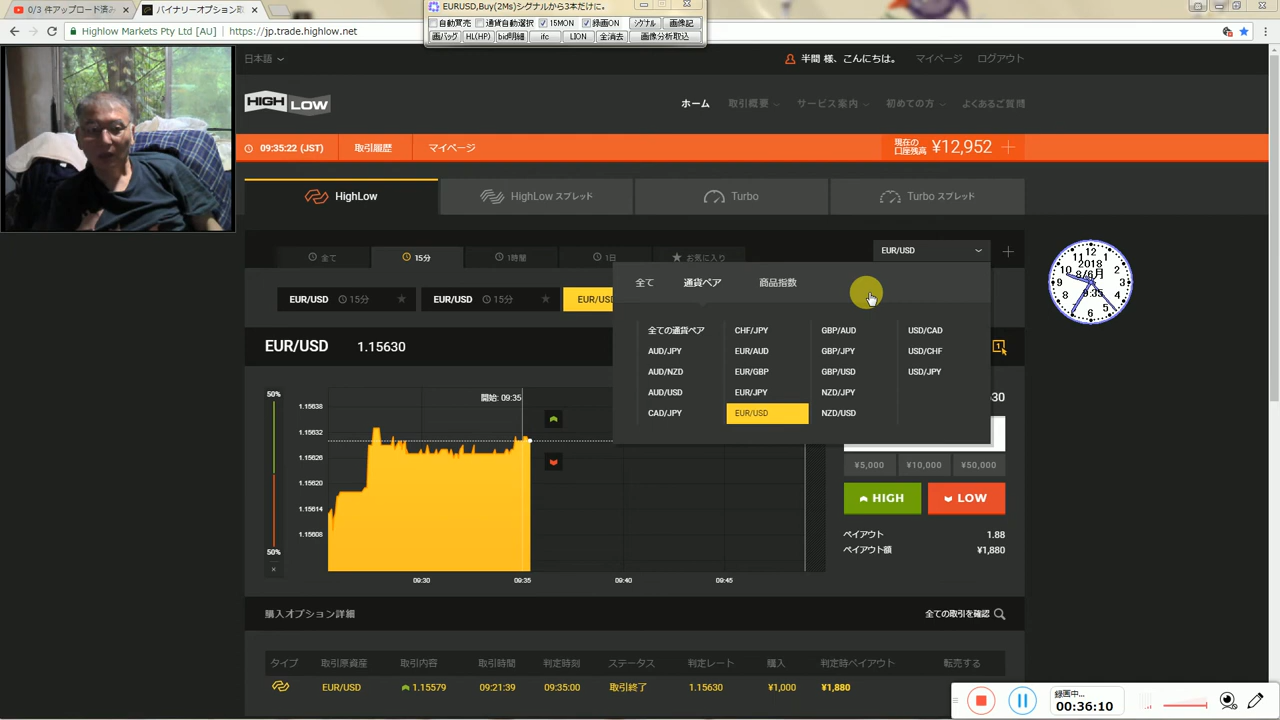 0/3 件アップロード済み
バイナリーオプション取
EURUSD,Buy(2Ms)シグナルから3本だけに。
自動買売 通貨自動選択 15MON 録画ON シグナル 画像記
画バッグ HL(HP) bid明細 ifc LION 全消去 画像分析取込
Highlow Markets Pty Ltd [AU] https://jp.trade.highlow.net
日本語
半間 様、こんにちは。 マイページ ログアウト
HIGH LOW
ホーム 取引概要 サービス案内 初めての方 よくあるご質問
09:35:22 (JST) 取引履歴 マイページ 現在の口座残高 ¥12,952
HighLow HighLow スプレッド Turbo Turbo スプレッド
全て 15分 1時間 1日 お気に入り EUR/USD
EUR/USD 15分 EUR/USD 15分
全て 通貨ペア 商品指数
全ての通貨ペア CHF/JPY GBP/AUD USD/CAD
AUD/JPY EUR/AUD GBP/JPY USD/CHF
AUD/NZD EUR/GBP GBP/USD USD/JPY
AUD/USD EUR/JPY NZD/JPY
CAD/JPY EUR/USD NZD/USD
EUR/USD 1.15630
50%
開始: 09:35
1.15638
1.15632
1.15626
1.15620
1.15614
1.15608
50%
09:30 09:35 09:40 09:45
¥5,000 ¥10,000 ¥50,000
HIGH LOW
ペイアウト 1.88
ペイアウト額 ¥1,880
2018
8/6月
9:35
購入オプション詳細 全ての取引を確認
タイプ 取引原資産 取引内容 取引時間 判定時刻 ステータス 判定レート 購入 判定時ペイアウト 転売する
EUR/USD 1.15579 09:21:39 09:35:00 取引終了 1.15630 ¥1,000 ¥1,880
録画中...
00:36:10